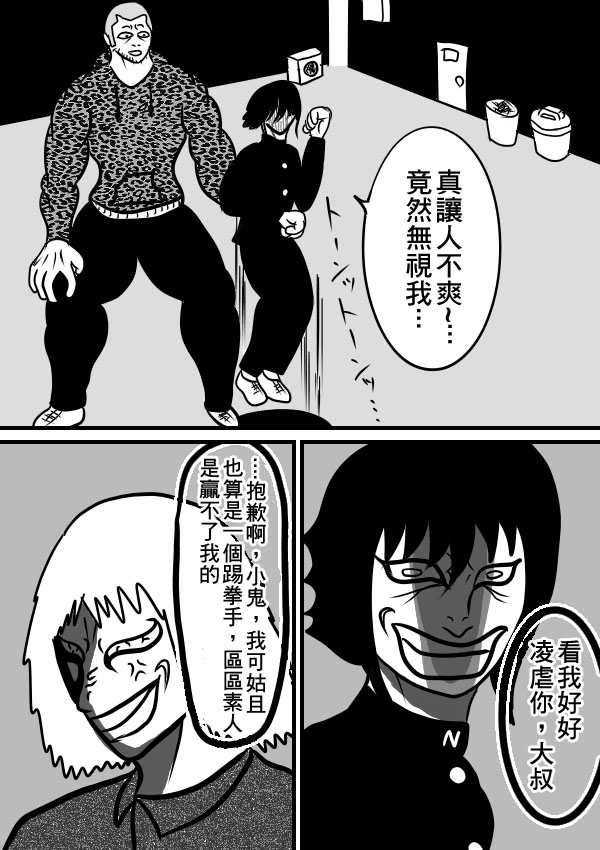 真讓人不爽~…
竟然無視我…
トーン…
トーン…
看我好好
凌虐你，大叔
…抱歉啊，小鬼，我可姑且
也算是一個踢拳手，區區素人
是贏不了我的
N